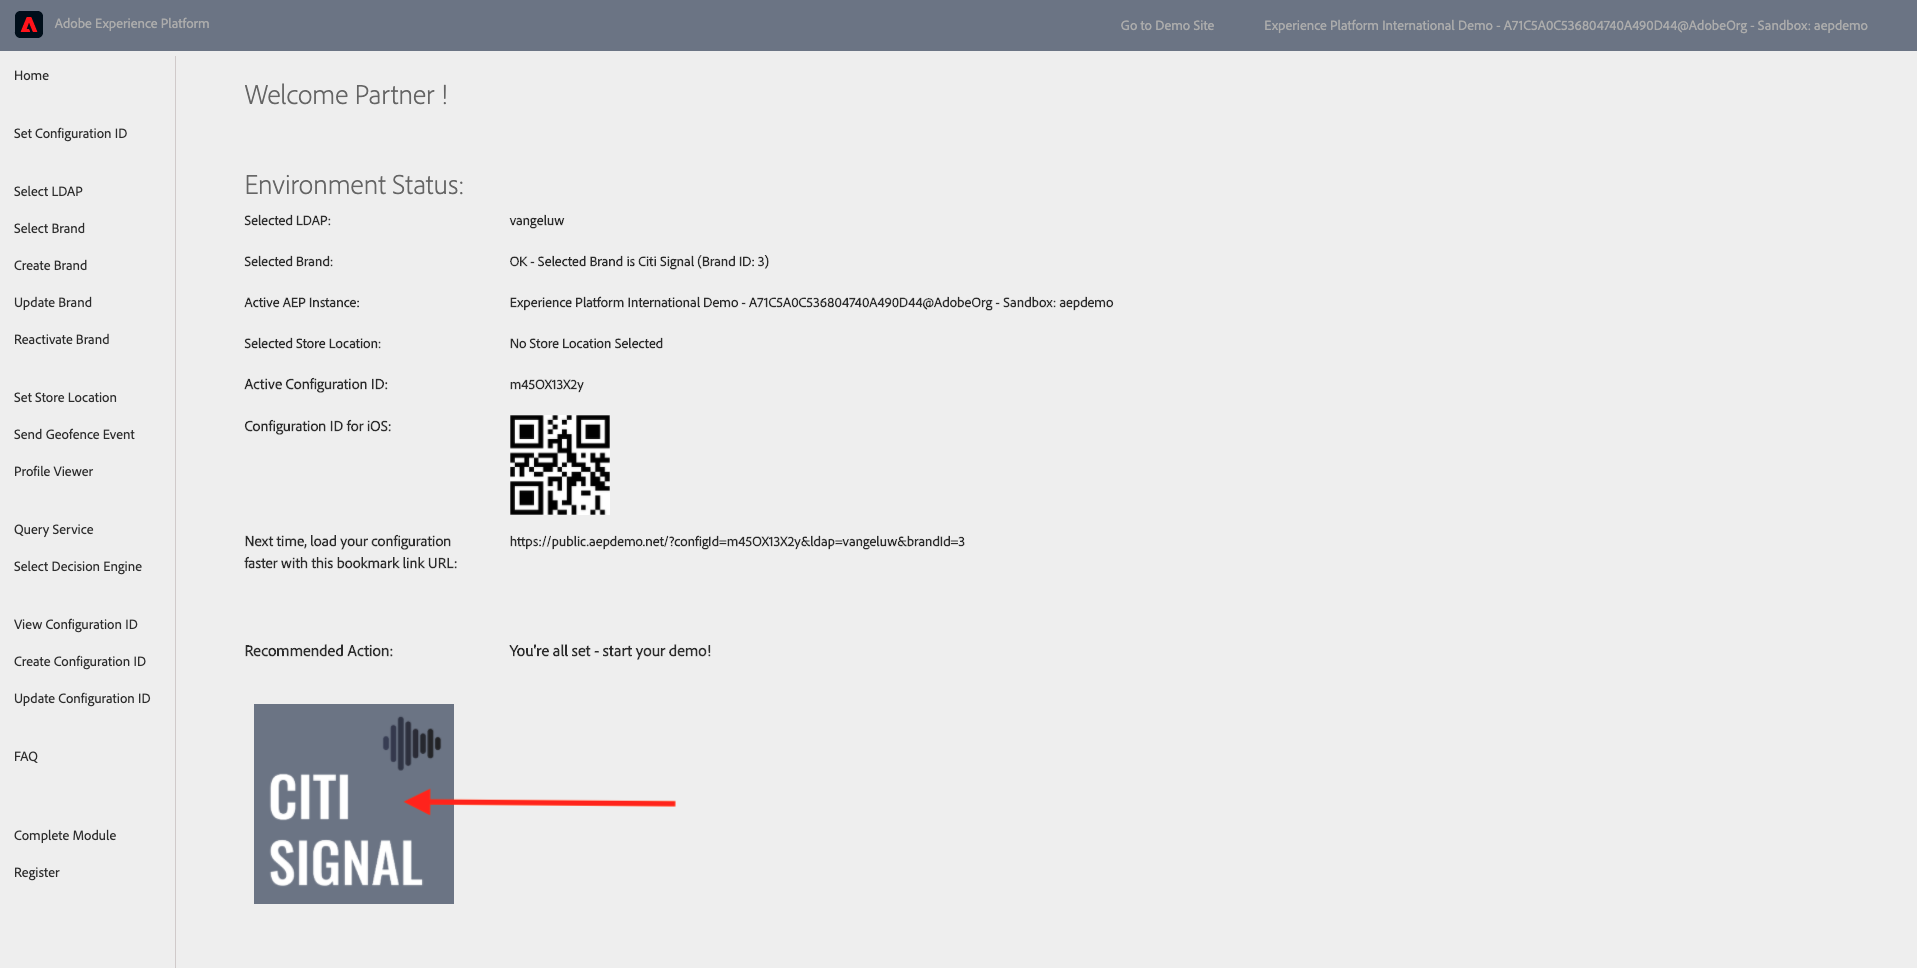 Adobe Experience Platform
Go to Demo Site
Experience Platform International Demo - A71C5A0C536804740A490D44@AdobeOrg - Sandbox: aepdemo
Home
Set Configuration ID
Select LDAP
Select Brand
Create Brand
Update Brand
Reactivate Brand
Set Store Location
Send Geofence Event
Profile Viewer
Query Service
Select Decision Engine
View Configuration ID
Create Configuration ID
Update Configuration ID
FAQ
Complete Module
Register
Welcome Partner !
Environment Status:
Selected LDAP: vangeluw
Selected Brand: OK - Selected Brand is Citi Signal (Brand ID: 3)
Active AEP Instance: Experience Platform International Demo - A71C5A0C536804740A490D44@AdobeOrg - Sandbox: aepdemo
Selected Store Location: No Store Location Selected
Active Configuration ID: m45OX13X2y
Configuration ID for iOS:
Next time, load your configuration
faster with this bookmark link URL:
https://public.aepdemo.net/?configId=m45OX13X2y&ldap=vangeluw&brandId=3
Recommended Action: You're all set - start your demo!
CITI
SIGNAL